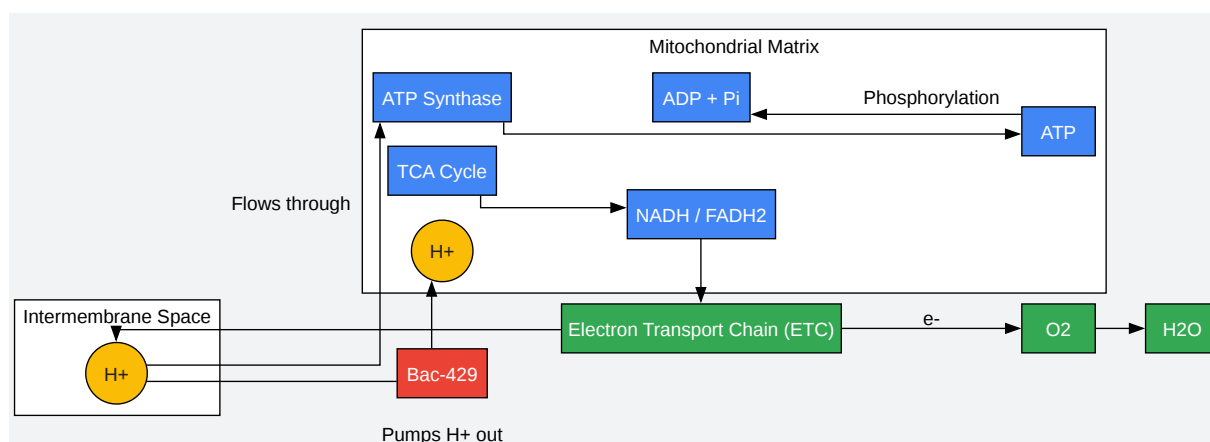 Mitochondrial Matrix
ATP Synthase
ADP + Pi
Phosphorylation
ATP
TCA Cycle
Flows through
NADH / FADH2
H+
Intermembrane Space
Electron Transport Chain (ETC)
e-
O2
H2O
H+
Bac-429
Pumps H+ out